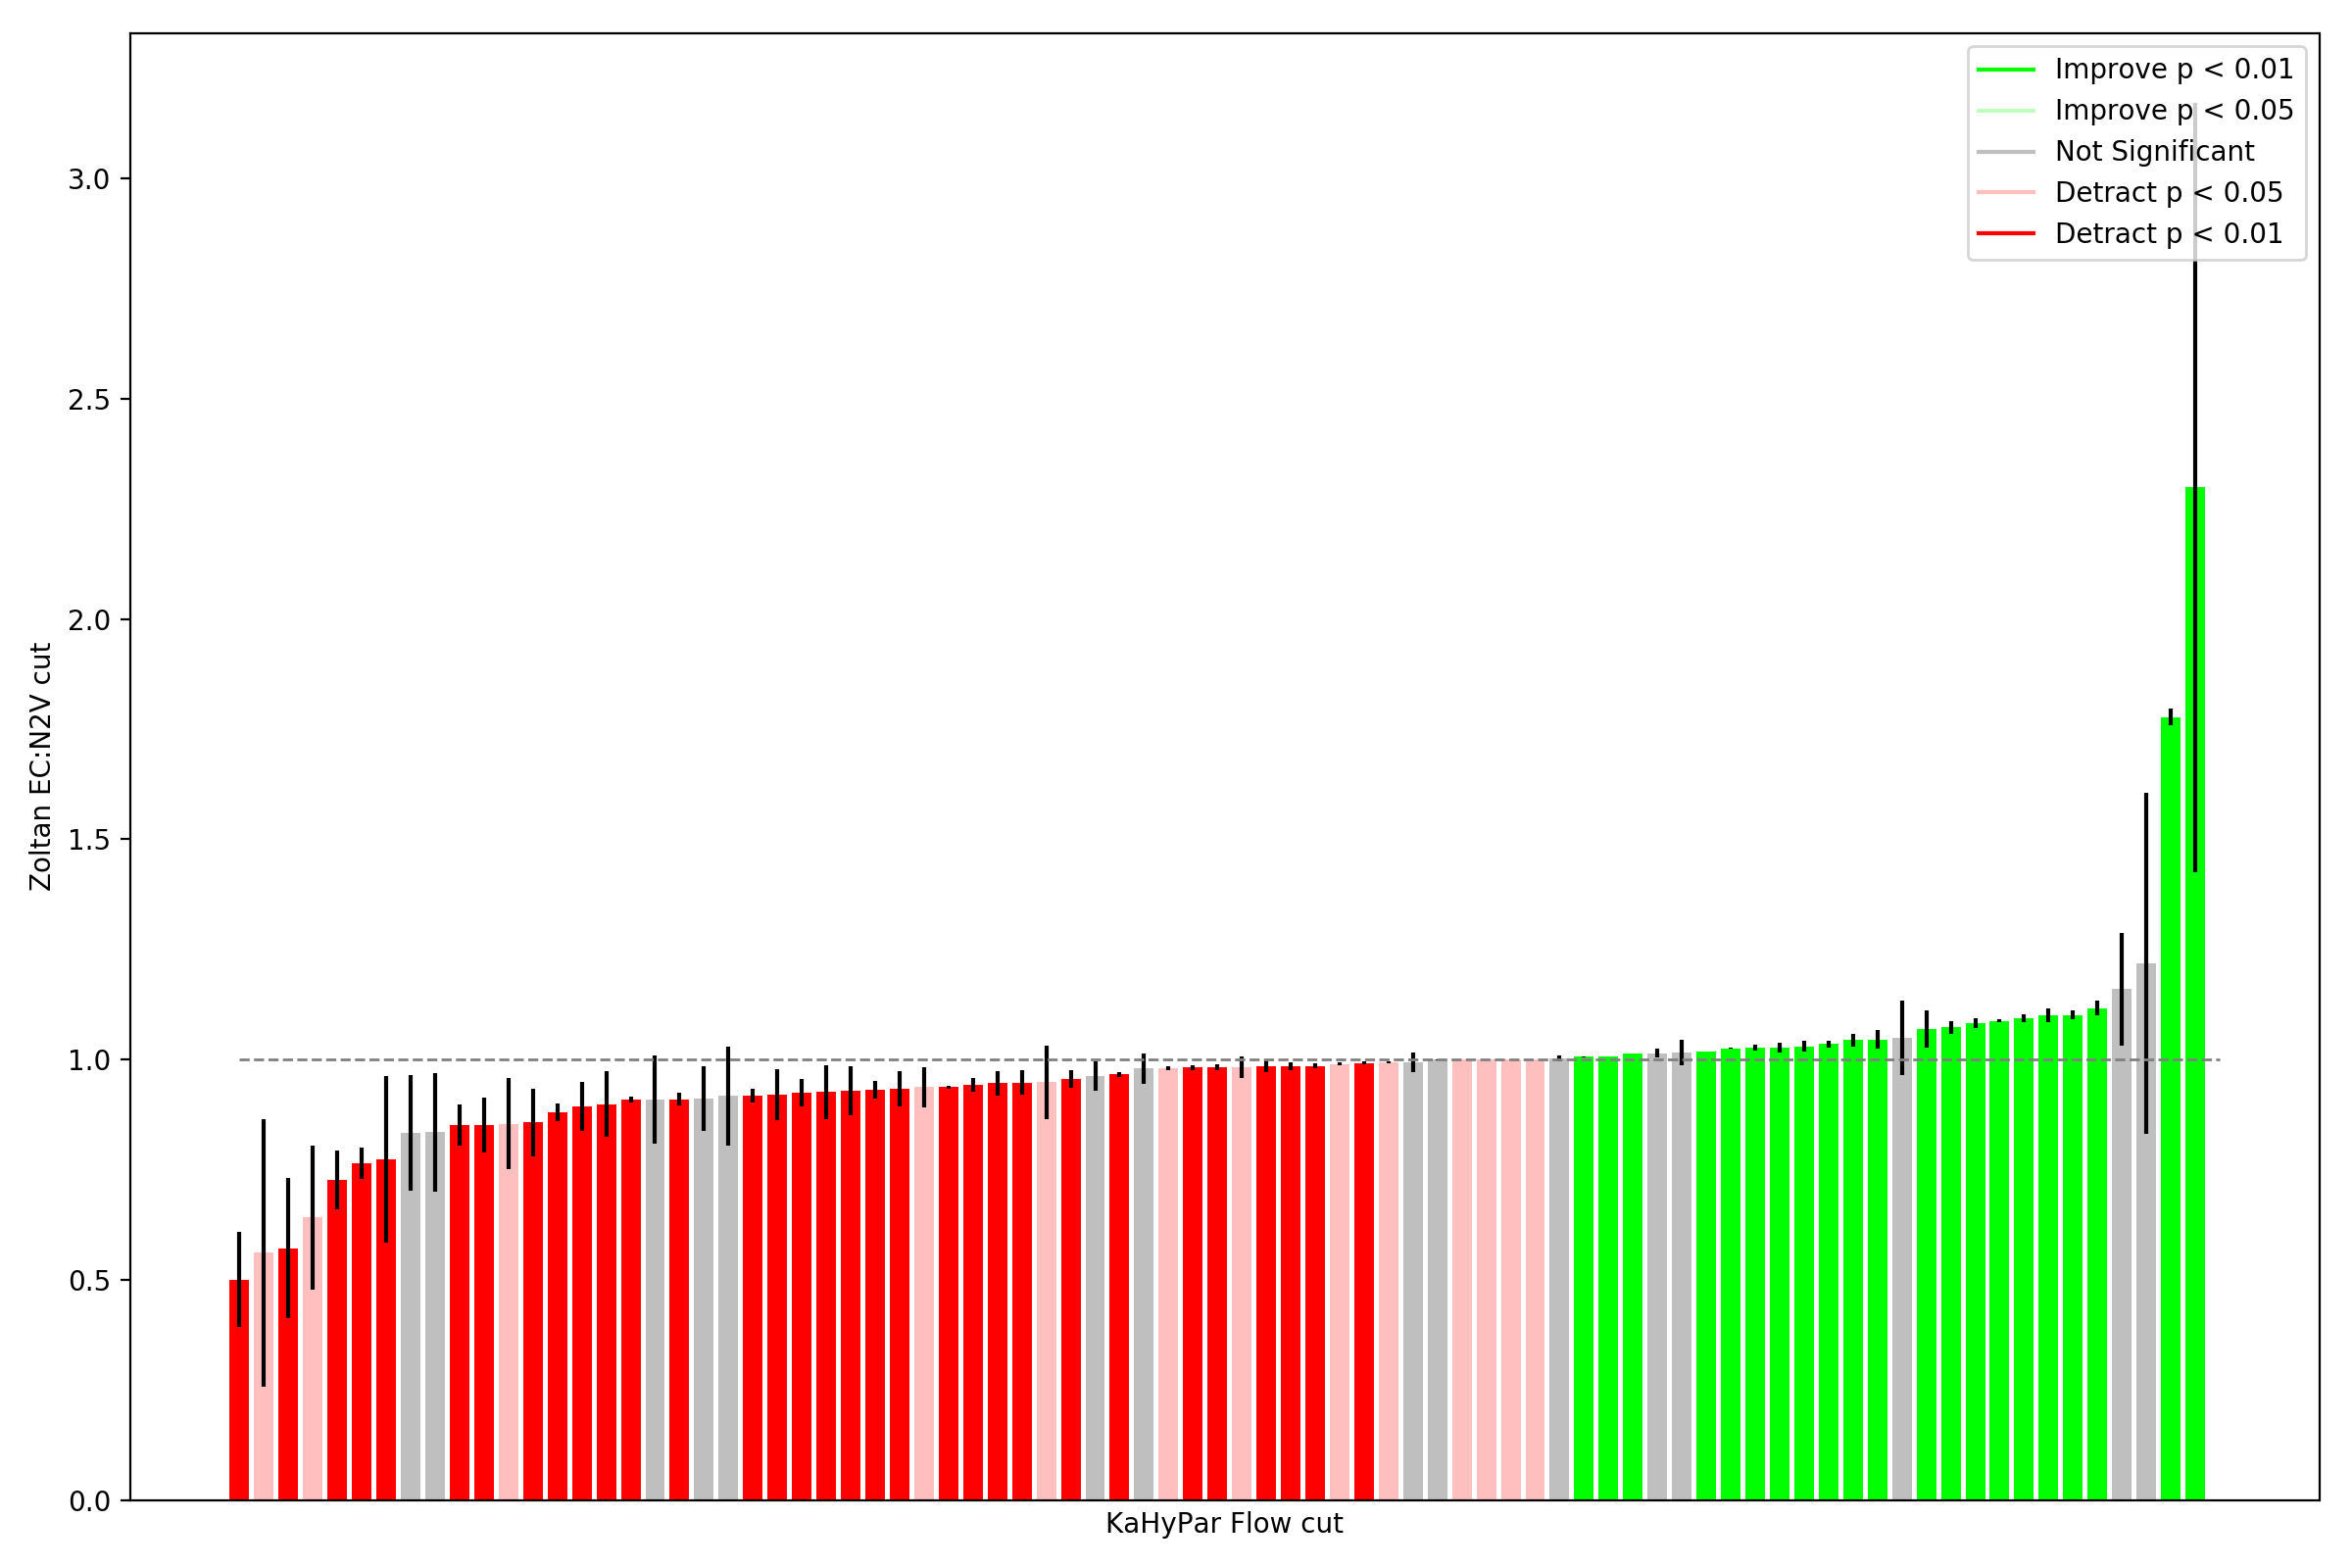 Improve p < 0.01
Improve p < 0.05
Not Significant
Detract p < 0.05
Detract p < 0.01
3.0
2.5
2.0
1.5
1.0
0.5
0.0
Zoltan EC:N2V cut
KaHyPar Flow cut